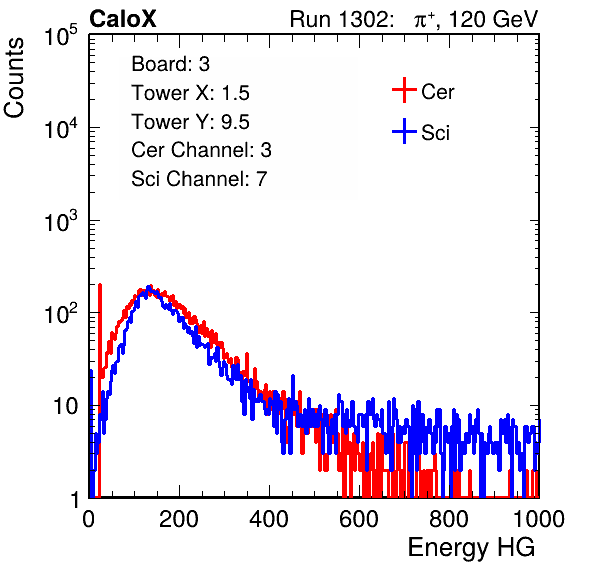 CaloX Run 1302: π⁺, 120 GeV
Counts
10⁵
10⁴
10³
10²
10
1
Board: 3
Tower X: 1.5
Tower Y: 9.5
Cer Channel: 3
Sci Channel: 7
Cer
Sci
0 200 400 600 800 1000
Energy HG